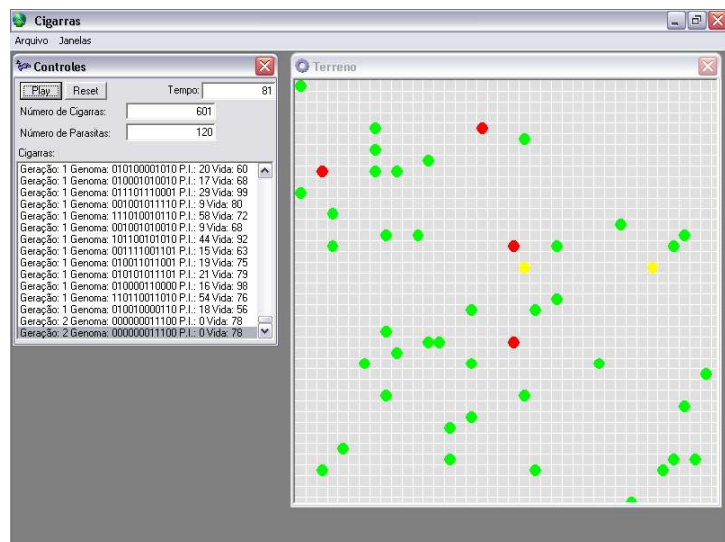 Cigarras
Arquivo Janelas
Controles
Play Reset Tempo: 81
Número de Cigarras: 601
Número de Parasitas: 120
Cigarras:
Geração: 1 Genoma: 010100001010 P.I.: 20 Vida: 60
Geração: 1 Genoma: 010001010010 P.I.: 17 Vida: 68
Geração: 1 Genoma: 011101110001 P.I.: 29 Vida: 99
Geração: 1 Genoma: 001001011110 P.I.: 9 Vida: 80
Geração: 1 Genoma: 111010010110 P.I.: 58 Vida: 72
Geração: 1 Genoma: 001001010010 P.I.: 9 Vida: 68
Geração: 1 Genoma: 101100101010 P.I.: 44 Vida: 92
Geração: 1 Genoma: 001111001101 P.I.: 15 Vida: 63
Geração: 1 Genoma: 010011011001 P.I.: 19 Vida: 75
Geração: 1 Genoma: 010101011101 P.I.: 21 Vida: 79
Geração: 1 Genoma: 010000110000 P.I.: 16 Vida: 98
Geração: 1 Genoma: 110110011010 P.I.: 54 Vida: 76
Geração: 1 Genoma: 010010000110 P.I.: 18 Vida: 56
Geração: 2 Genoma: 000000011100 P.I.: 0 Vida: 78
Geração: 2 Genoma: 000000011100 P.I.: 0 Vida: 78
Terreno